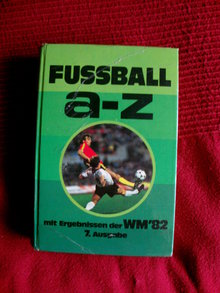 FUSSBALL
a-z
mit Ergebnissen der WM'82
7. Ausgabe